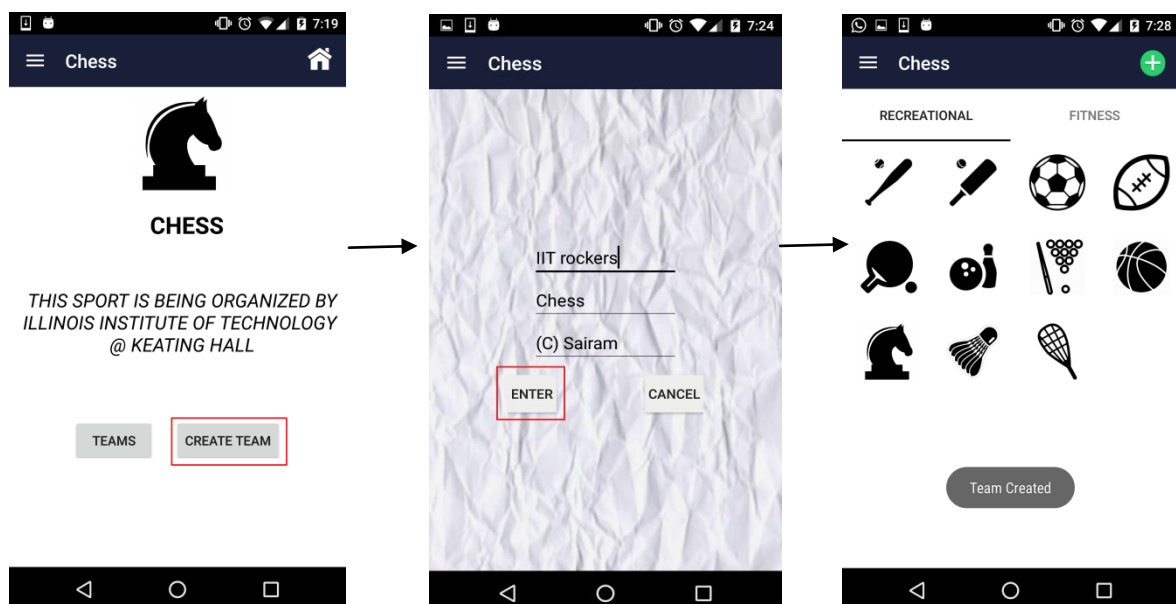 7:19
Chess
CHESS
THIS SPORT IS BEING ORGANIZED BY
ILLINOIS INSTITUTE OF TECHNOLOGY
@ KEATING HALL
TEAMS
CREATE TEAM
7:24
Chess
IIT rockers
Chess
(C) Sairam
ENTER
CANCEL
7:28
Chess
RECREATIONAL
FITNESS
Team Created